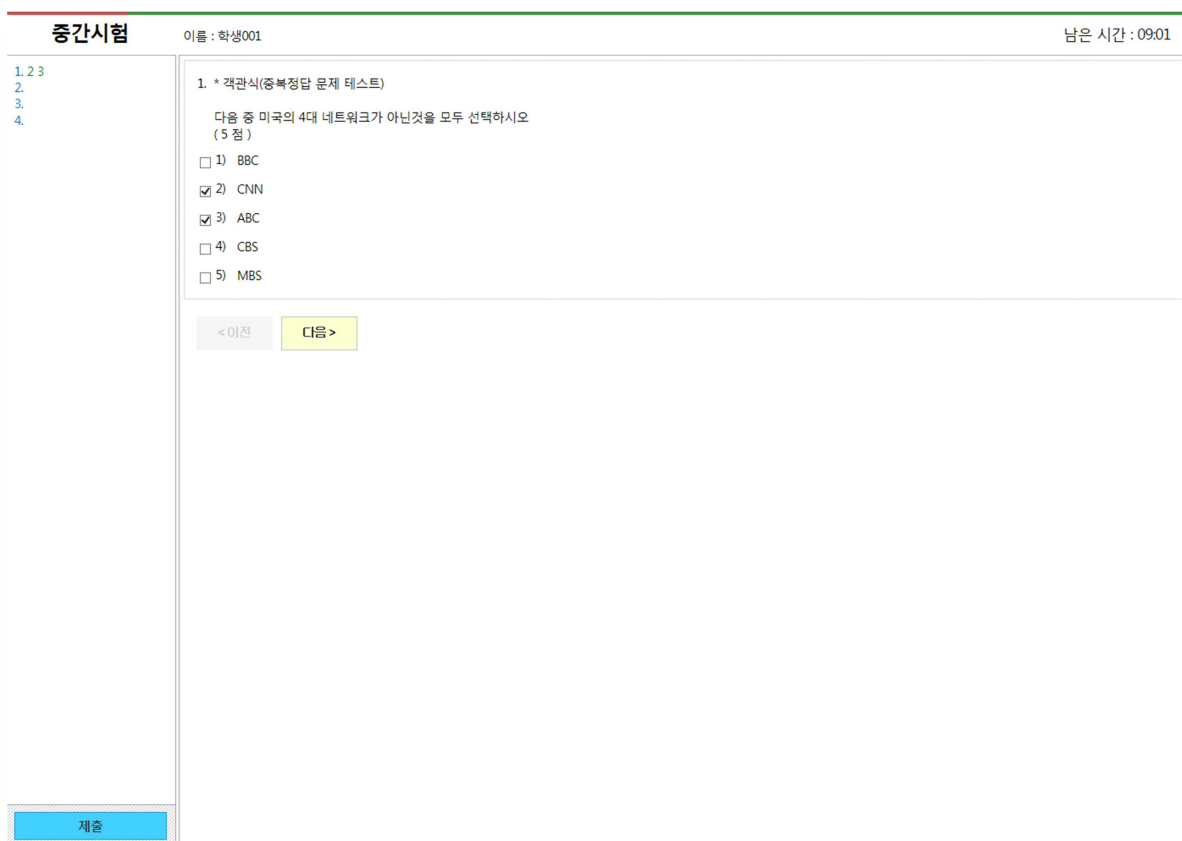 중간시험
이름 : 학생001
남은 시간 : 09:01
1. 2 3
2.
3.
4.
1. * 객관식(중복정답 문제 테스트)
다음 중 미국의 4대 네트워크가 아닌것을 모두 선택하시오
( 5 점 )
1) BBC
2) CNN
3) ABC
4) CBS
5) MBS
< 이전
다음 >
제출